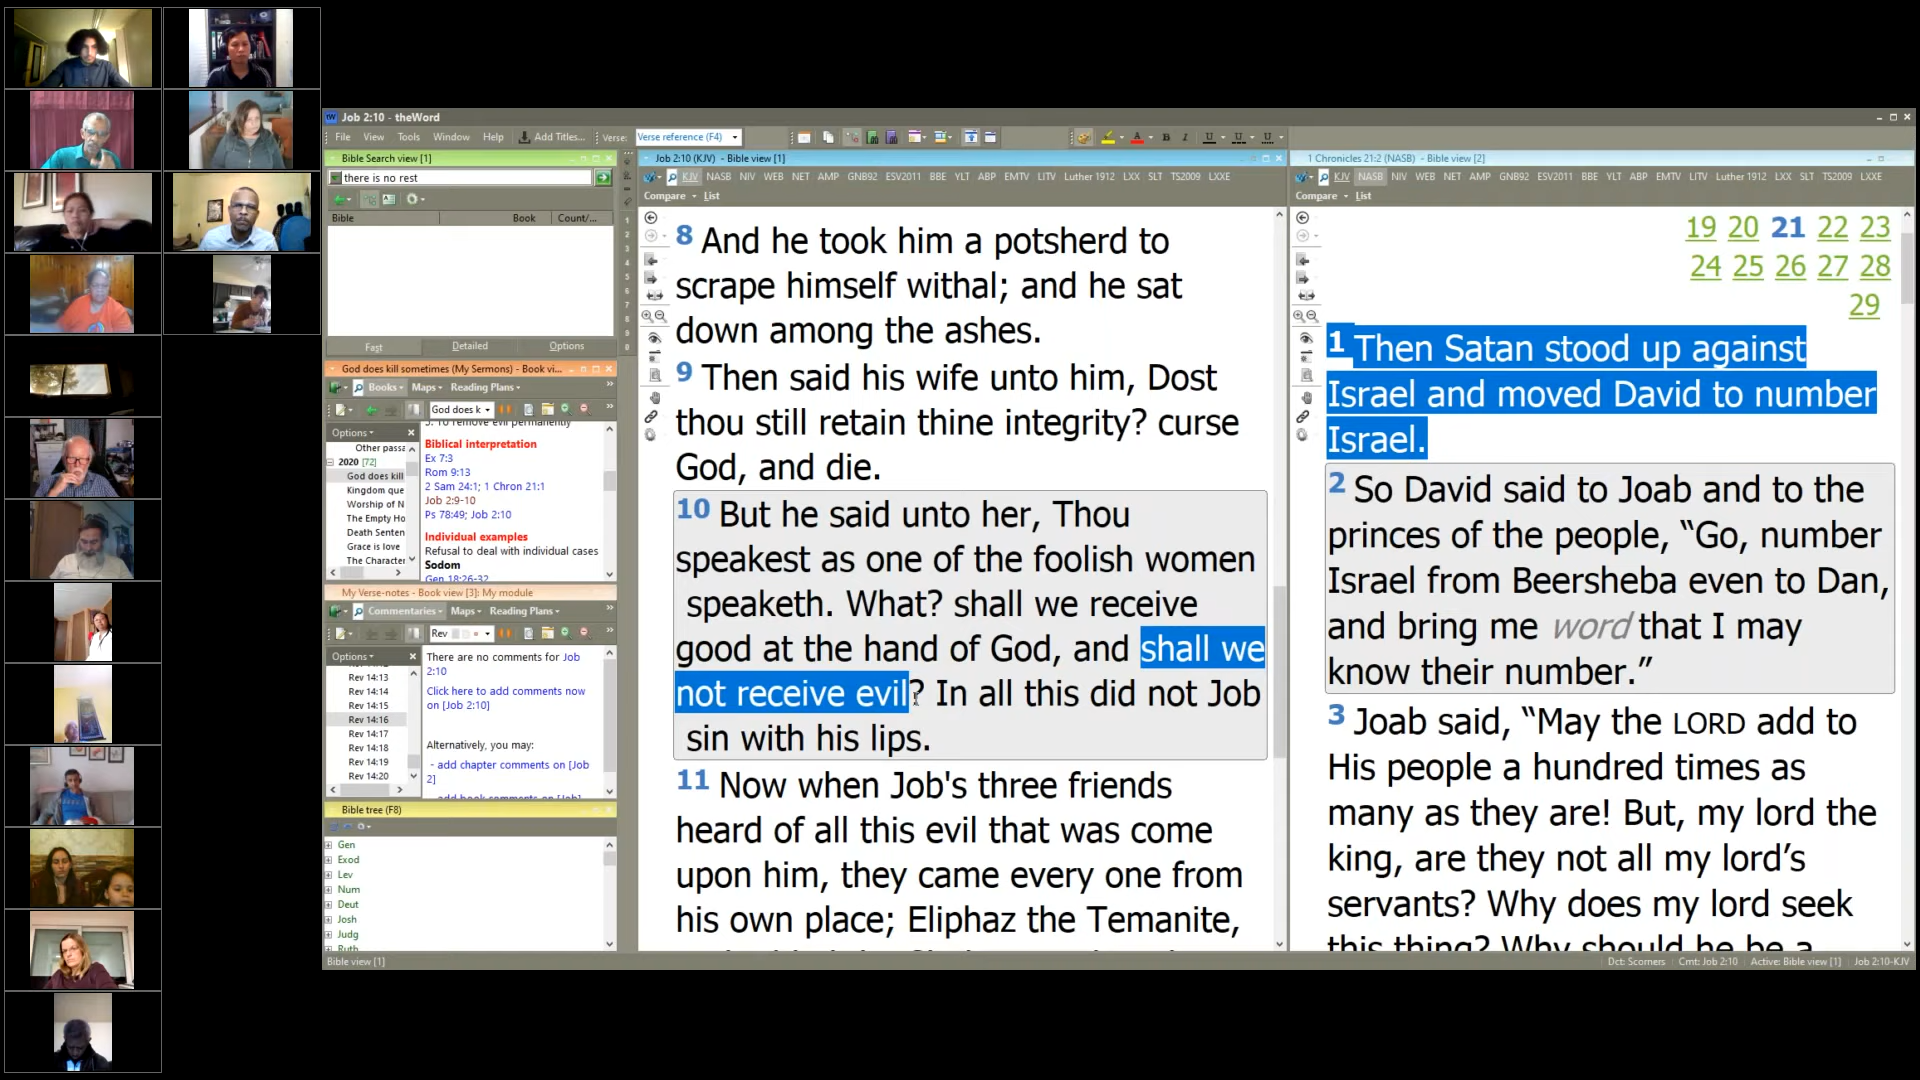 Job 2:10 - theWord
File View Tools Window Help Add Titles... Verse: Verse reference (F4)
Bible Search view [1]
there is no rest
Bible Book Count/...
Fast Detailed Options
God does kill sometimes (My Sermons) - Book vi...
Books Maps Reading Plans
God does k
Options
Other passa
2020 [72]
God does kill
Kingdom que
Worship of N
The Empty Ho
Death Senten
Grace is love
The Character
Biblical interpretation
Ex 7:3
Rom 9:13
2 Sam 24:1; 1 Chron 21:1
Job 2:9-10
Ps 78:49; Job 2:10
Individual examples
Refusal to deal with individual cases
Sodom
Gen 18:26-32
My Verse-notes - Book view [3]: My module
Commentaries Maps Reading Plans
Rev
Options
Rev 14:13
Rev 14:14
Rev 14:15
Rev 14:16
Rev 14:17
Rev 14:18
Rev 14:19
Rev 14:20
There are no comments for Job
2:10
Click here to add comments now
on [Job 2:10]
Alternatively, you may:
- add chapter comments on [Job
2]
- add book comments on [Job]
Bible tree (F8)
Gen
Exod
Lev
Num
Deut
Josh
Judg
Ruth
Job 2:10 (KJV) - Bible view [1]
KJV NASB NIV WEB NET AMP GNB92 ESV2011 BBE YLT ABP EMTV LITV Luther 1912 LXX SLT TS2009 LXXE
Compare List
8 And he took him a potsherd to
scrape himself withal; and he sat
down among the ashes.
9 Then said his wife unto him, Dost
thou still retain thine integrity? curse
God, and die.
10 But he said unto her, Thou
speakest as one of the foolish women
speaketh. What? shall we receive
good at the hand of God, and shall we
not receive evil? In all this did not Job
sin with his lips.
11 Now when Job's three friends
heard of all this evil that was come
upon him, they came every one from
his own place; Eliphaz the Temanite,
1 Chronicles 21:2 (NASB) - Bible view [2]
KJV NASB NIV WEB NET AMP GNB92 ESV2011 BBE YLT ABP EMTV LITV Luther 1912 LXX SLT TS2009 LXXE
Compare List
19 20 21 22 23
24 25 26 27 28
29
1 Then Satan stood up against
Israel and moved David to number
Israel.
2 So David said to Joab and to the
princes of the people, “Go, number
Israel from Beersheba even to Dan,
and bring me word that I may
know their number.”
3 Joab said, “May the LORD add to
His people a hundred times as
many as they are! But, my lord the
king, are they not all my lord’s
servants? Why does my lord seek
this thing? Why should he be a
Bible view [1]
Dct: Scorners Cmt: Job 2:10 Active: Bible view [1] Job 2:10-KJV